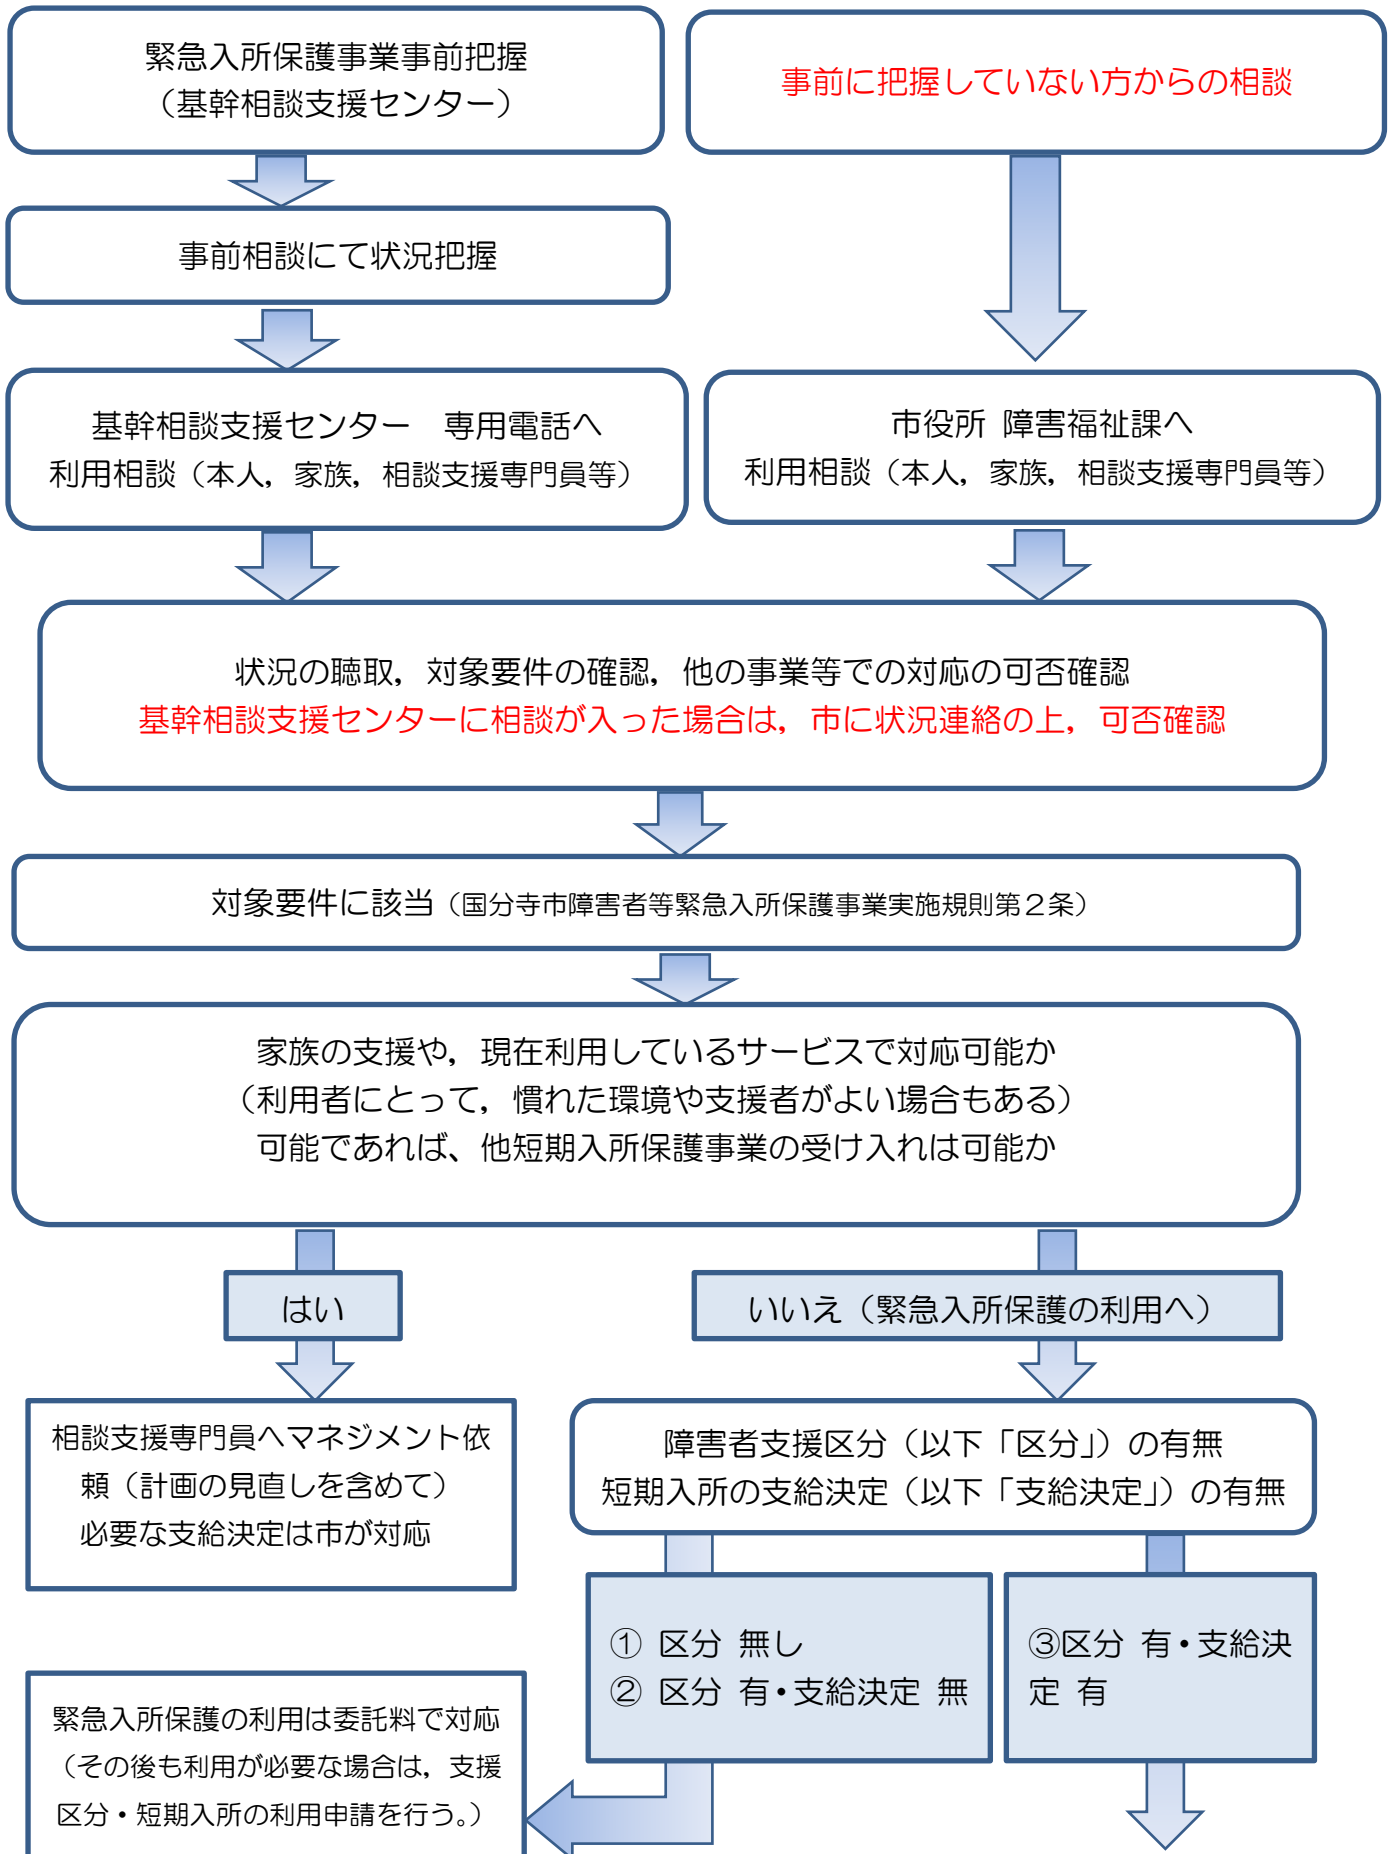 緊急入所保護事業事前把握
（基幹相談支援センター）
事前に把握していない方からの相談
事前相談にて状況把握
基幹相談支援センター　専用電話へ
利用相談（本人，家族，相談支援専門員等）
市役所 障害福祉課へ
利用相談（本人，家族，相談支援専門員等）
状況の聴取，対象要件の確認，他の事業等での対応の可否確認
基幹相談支援センターに相談が入った場合は，市に状況連絡の上，可否確認
対象要件に該当（国分寺市障害者等緊急入所保護事業実施規則第２条）
家族の支援や，現在利用しているサービスで対応可能か
（利用者にとって，慣れた環境や支援者がよい場合もある）
可能であれば、他短期入所保護事業の受け入れは可能か
はい
いいえ（緊急入所保護の利用へ）
相談支援専門員へマネジメント依
頼（計画の見直しを含めて）
必要な支給決定は市が対応
障害者支援区分（以下「区分」）の有無
短期入所の支給決定（以下「支給決定」）の有無
① 区分 無し
② 区分 有・支給決定 無
③区分 有・支給決
定 有
緊急入所保護の利用は委託料で対応
（その後も利用が必要な場合は，支援
区分・短期入所の利用申請を行う。）